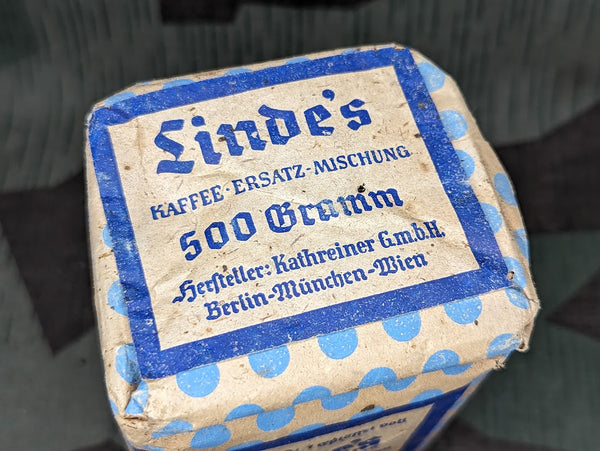 Linde's
KAFFEE-ERSATZ-MISCHUNG
500 Gramm
Hersteller: Kathreiner G.m.b.H.
Berlin-München-Wien